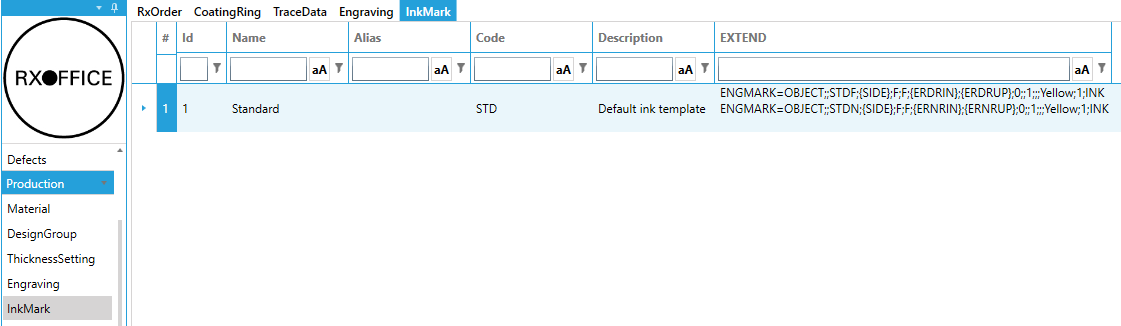 RxOrder CoatingRing TraceData Engraving InkMark
# Id Name Alias Code Description EXTEND
aA aA aA aA aA
1 1 Standard STD Default ink template
ENGMARK=OBJECT;;STDF;{SIDE};F;F;{ERDRIN};{ERDRUP};0;;1;;;Yellow;1;INK
ENGMARK=OBJECT;;STDN;{SIDE};F;F;{ERNRIN};{ERNRUP};0;;1;;;Yellow;1;INK
RXOFFICE
Defects
Production
Material
DesignGroup
ThicknessSetting
Engraving
InkMark